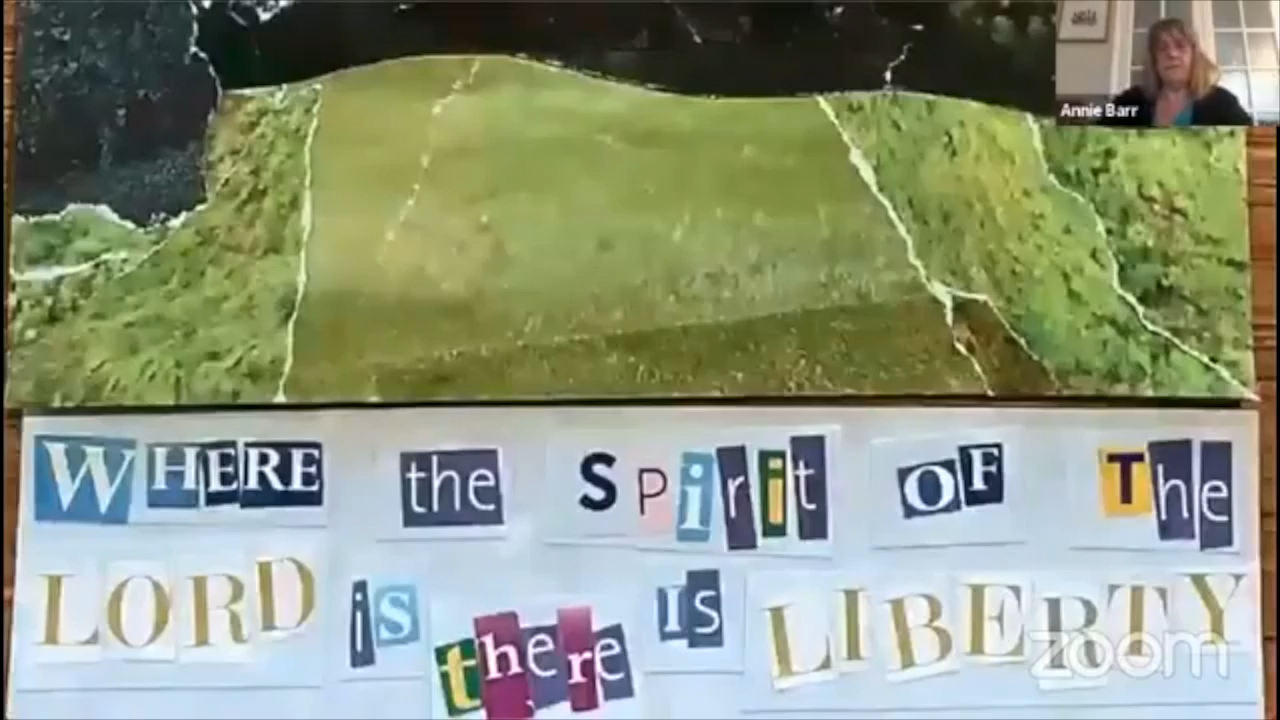 Annie Barr
WHERE the Spirit OF The
LORD is there IS LIBERTY
zoom